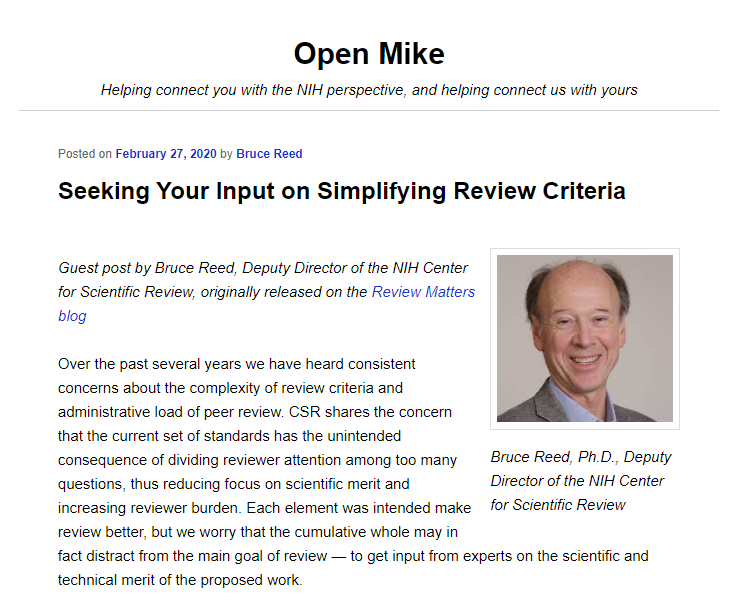 Open Mike
Helping connect you with the NIH perspective, and helping connect us with yours
Posted on February 27, 2020 by Bruce Reed
Seeking Your Input on Simplifying Review Criteria
Guest post by Bruce Reed, Deputy Director of the NIH Center
for Scientific Review, originally released on the Review Matters
blog
Over the past several years we have heard consistent
concerns about the complexity of review criteria and
administrative load of peer review. CSR shares the concern
that the current set of standards has the unintended
consequence of dividing reviewer attention among too many
questions, thus reducing focus on scientific merit and
increasing reviewer burden. Each element was intended make
review better, but we worry that the cumulative whole may in
fact distract from the main goal of review — to get input from experts on the scientific and
technical merit of the proposed work.
Bruce Reed, Ph.D., Deputy
Director of the NIH Center
for Scientific Review